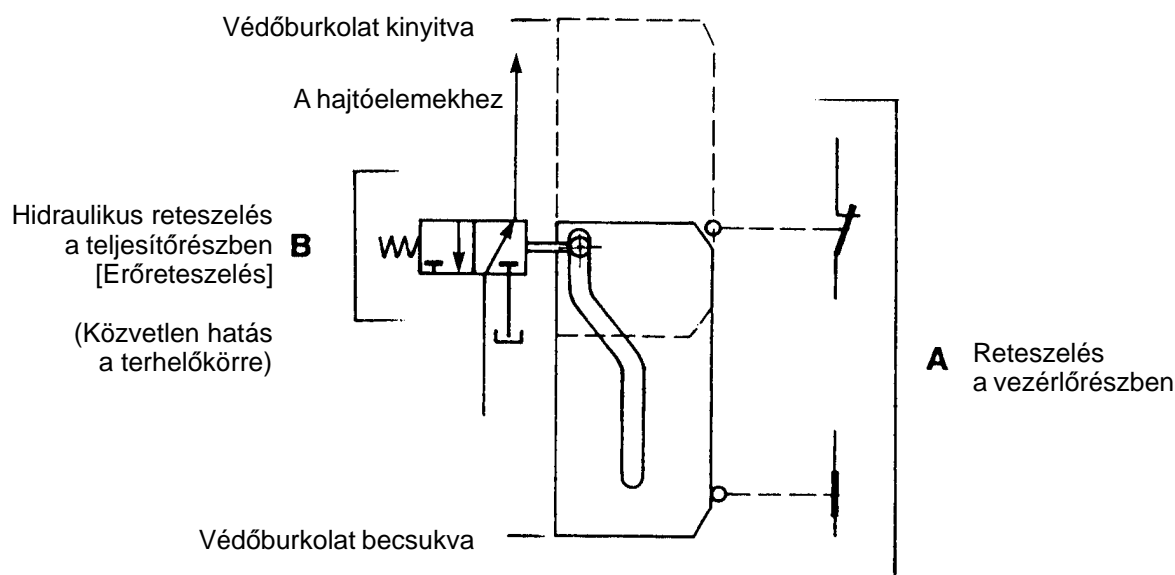 Védőburkolat kinyitva
A hajtóelemekhez
Hidraulikus reteszelés
a teljesítőrészben
[Erőreteszelés]
B
(Közvetlen hatás
a terhelőkörre)
A
Reteszelés
a vezérlőrészben
Védőburkolat becsukva